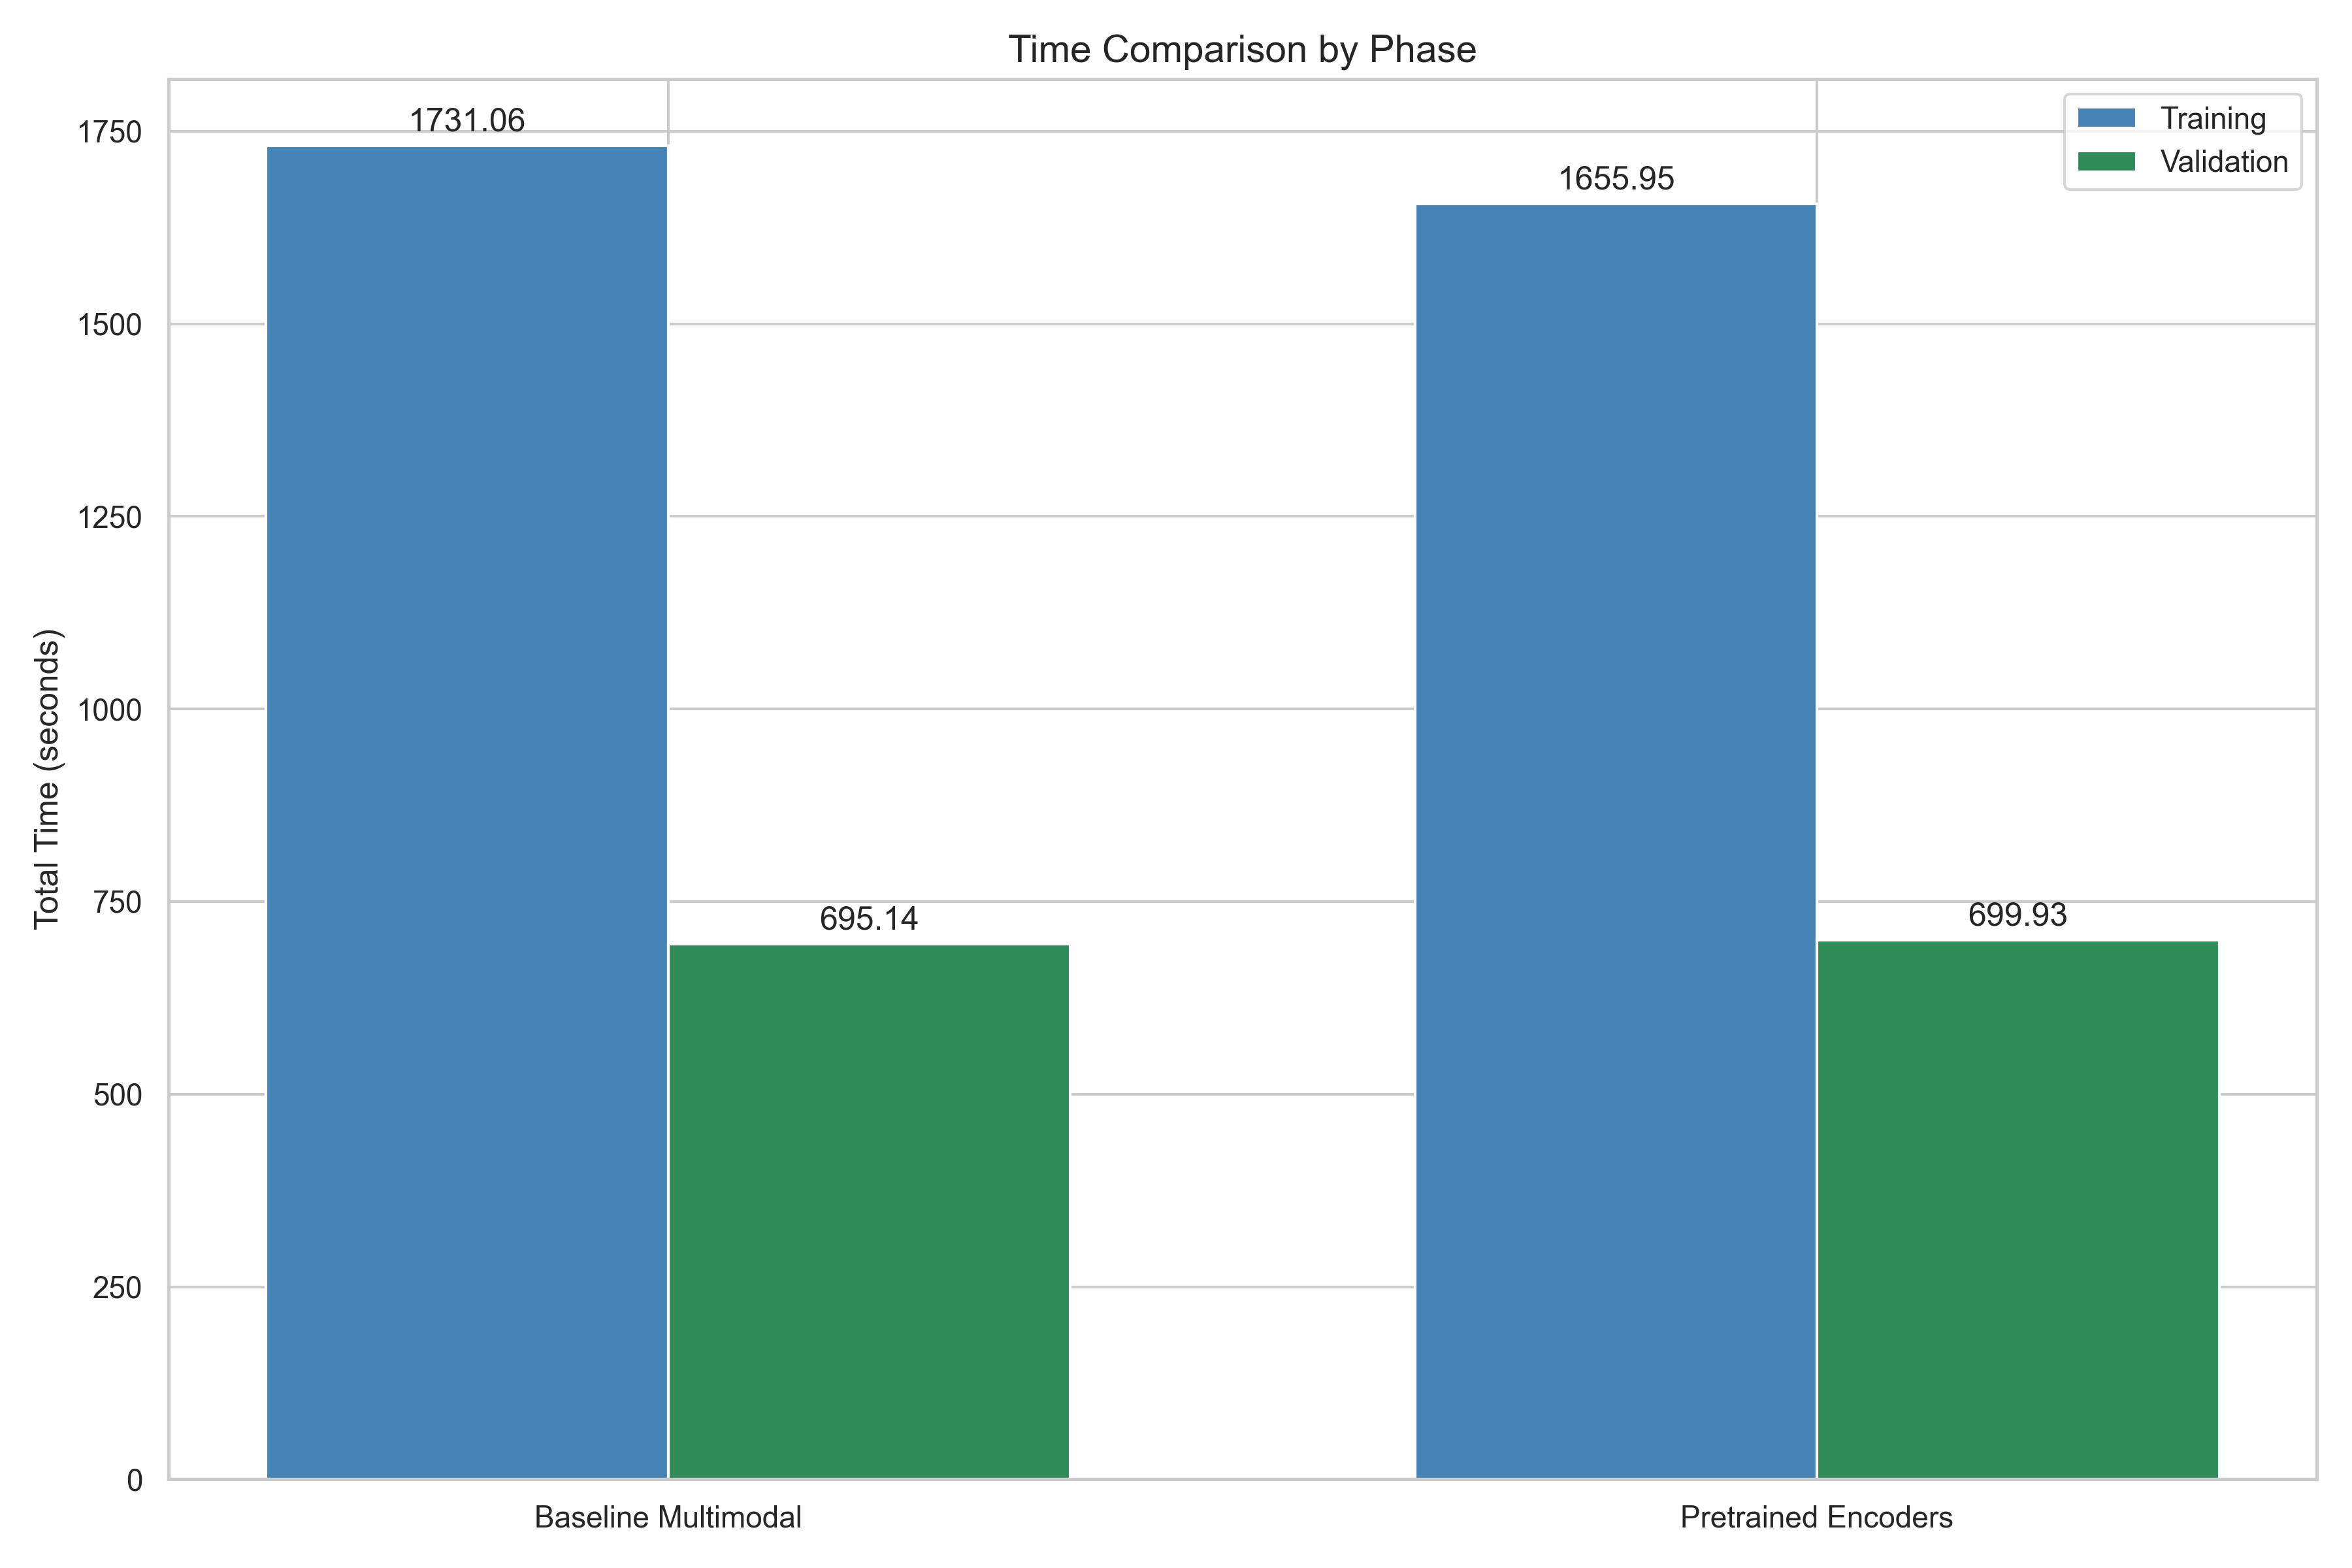 Time Comparison by Phase
Training
Validation
Total Time (seconds)
1750
1500
1250
1000
750
500
250
0
1731.06
695.14
1655.95
699.93
Baseline Multimodal
Pretrained Encoders